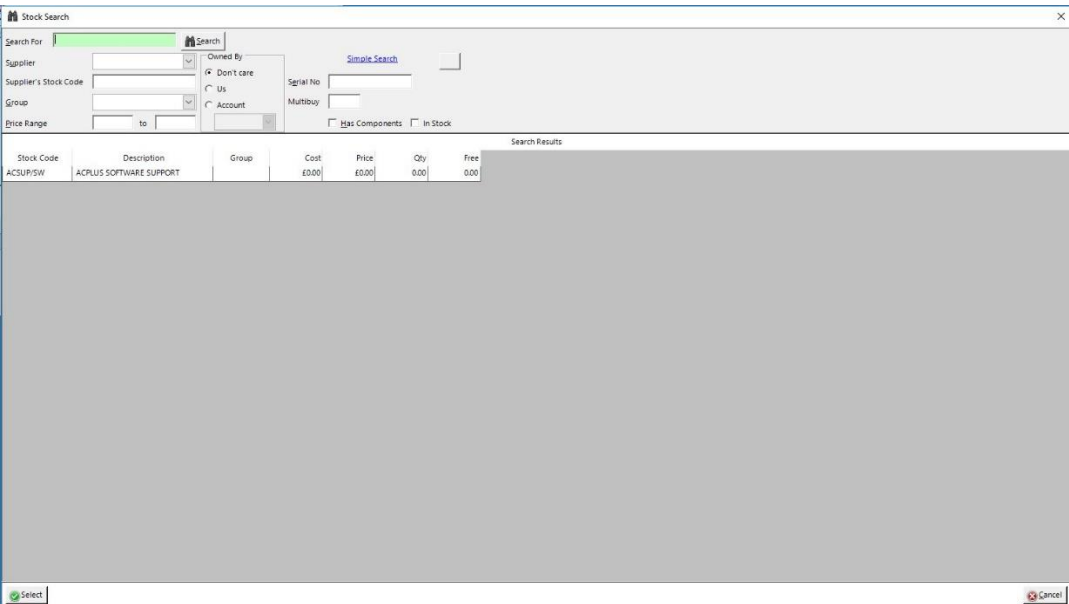 Stock Search
Search For
Search
Supplier
Owned By
Simple Search
Don't care
Supplier's Stock Code
Us
Serial No
Group
Account
Multibuy
Price Range
to
Has Components
In Stock
Search Results
Stock Code Description Group Cost Price Qty Free
ACSUP/SW ACPLUS SOFTWARE SUPPORT £0.00 £0.00 0.00 0.00
Select
Cancel